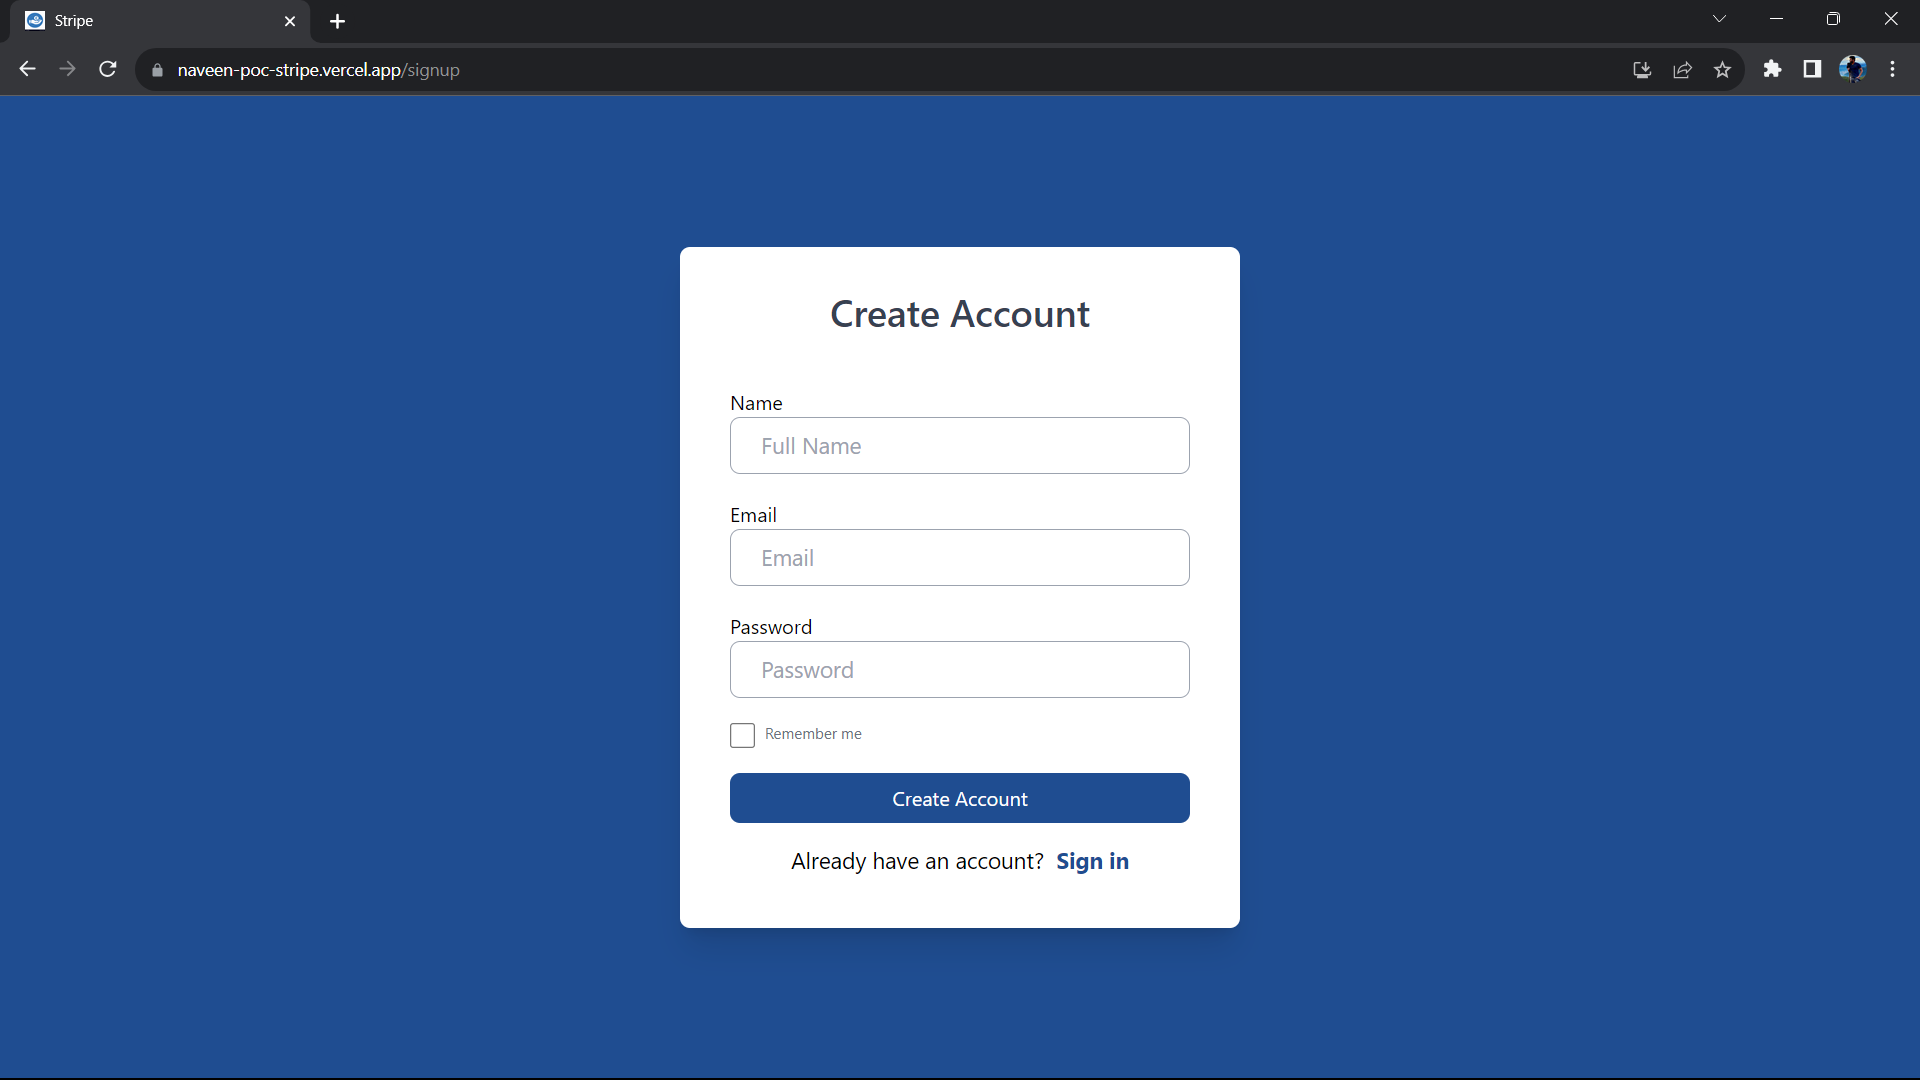 Stripe
naveen-poc-stripe.vercel.app/signup
Create Account
Name
Full Name
Email
Email
Password
Password
Remember me
Create Account
Already have an account? Sign in